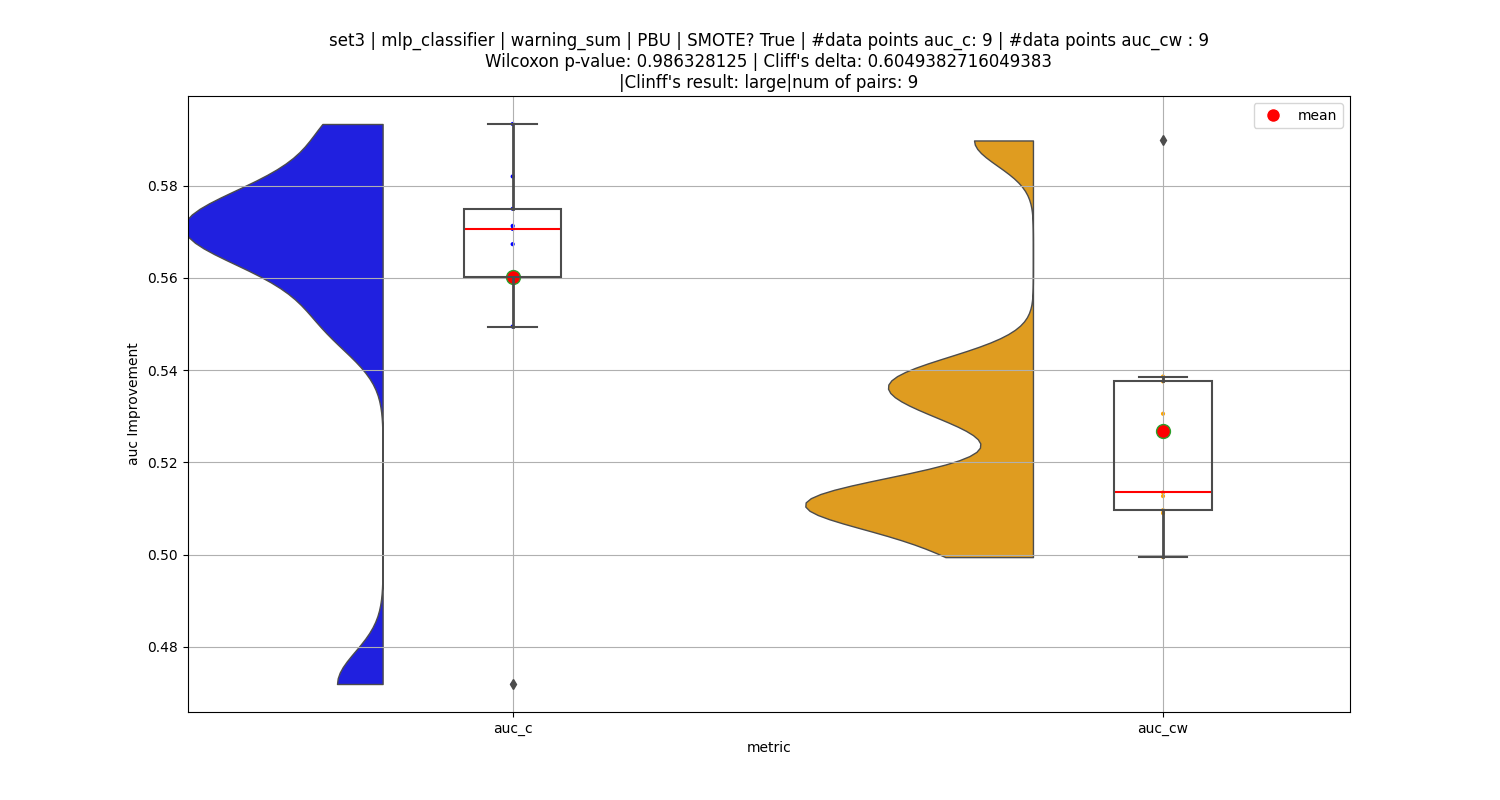 set3 | mlp_classifier | warning_sum | PBU | SMOTE? True | #data points auc_c: 9 | #data points auc_cw : 9
Wilcoxon p-value: 0.986328125 | Cliff's delta: 0.6049382716049383
|Clinff's result: large|num of pairs: 9
mean
0.58
0.56
0.54
0.52
0.50
0.48
auc Improvement
auc_c
auc_cw
metric